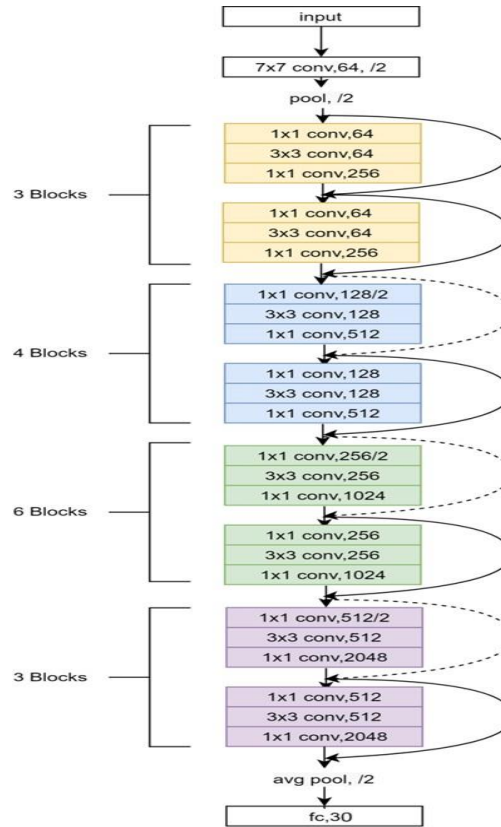 input
7x7 conv,64, /2
pool, /2
3 Blocks
1x1 conv,64
3x3 conv,64
1x1 conv,256
1x1 conv,64
3x3 conv,64
1x1 conv,256
4 Blocks
1x1 conv,128/2
3x3 conv,128
1x1 conv,512
1x1 conv,128
3x3 conv,128
1x1 conv,512
6 Blocks
1x1 conv,256/2
3x3 conv,256
1x1 conv,1024
1x1 conv,256
3x3 conv,256
1x1 conv,1024
3 Blocks
1x1 conv,512/2
3x3 conv,512
1x1 conv,2048
1x1 conv,512
3x3 conv,512
1x1 conv,2048
avg pool, /2
fc,30